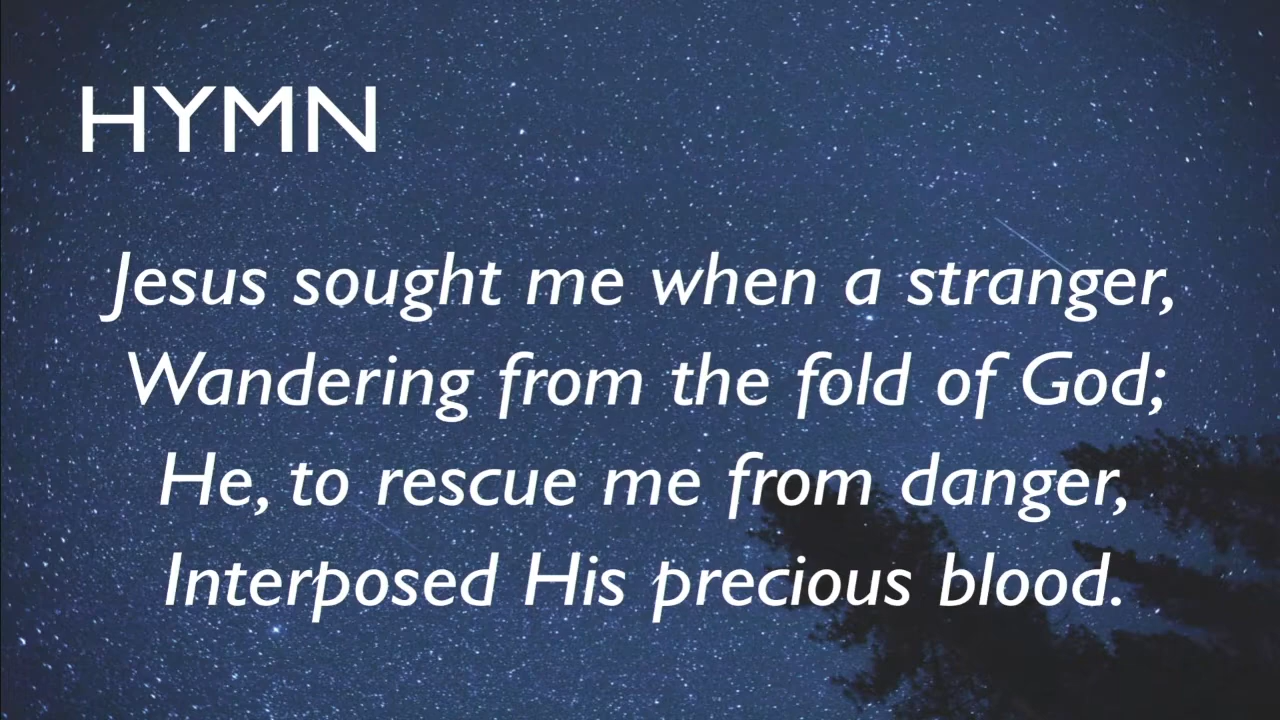 HYMN
Jesus sought me when a stranger,
Wandering from the fold of God;
He, to rescue me from danger,
Interposed His precious blood.